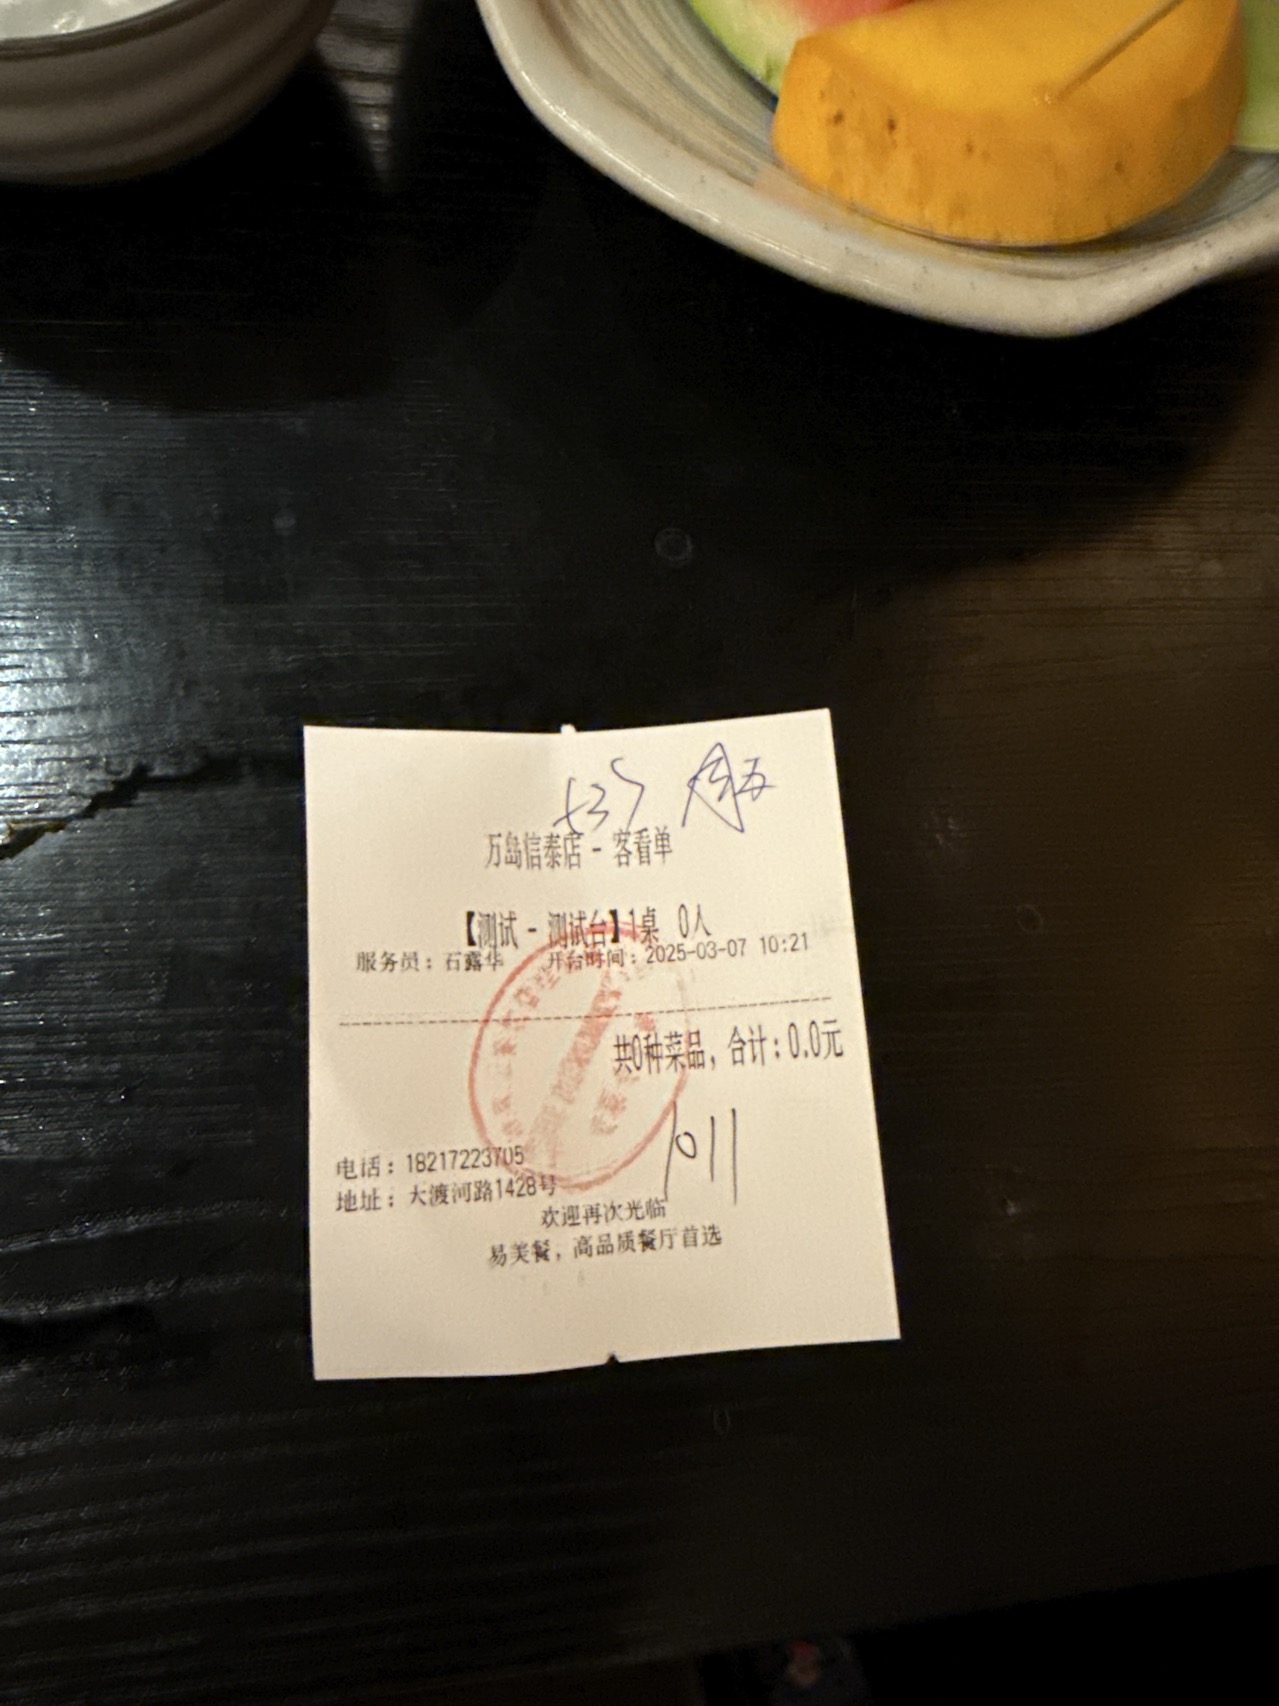 周五
万岛信泰店 - 客看单
【测试 - 测试台】1桌 0人
服务员：石露华 开台时间：2025-03-07 10:21
共0种菜品，合计：0.0元
1011
电话：18217223705
地址：大渡河路1428号
欢迎再次光临
易美餐，高品质餐厅首选